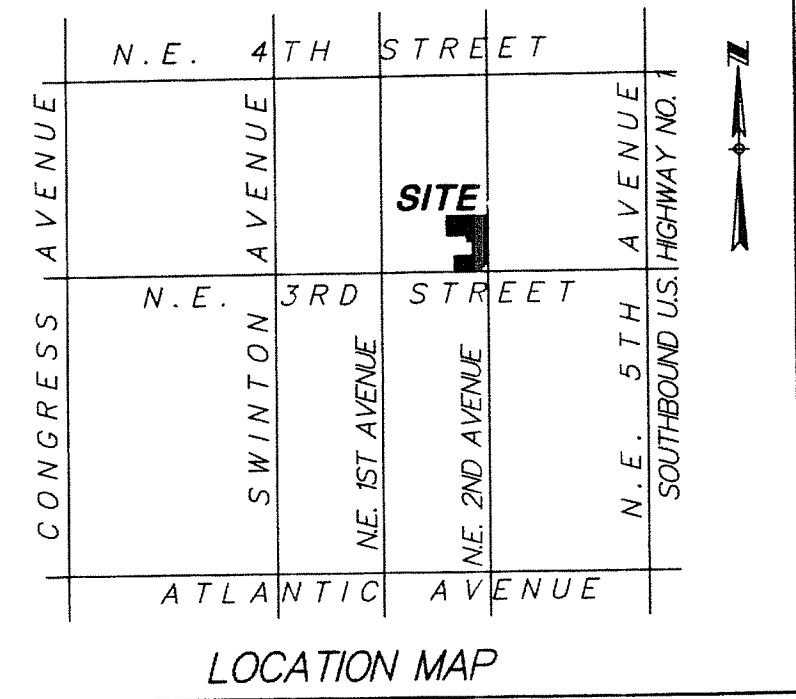 N.E. 4TH STREET
N
CONGRESS AVENUE
SWINTON AVENUE
SITE
N.E. 5TH AVENUE
SOUTHBOUND U.S. HIGHWAY NO. 1
N.E. 3RD STREET
N.E. 1ST AVENUE
N.E. 2ND AVENUE
ATLANTIC AVENUE
LOCATION MAP